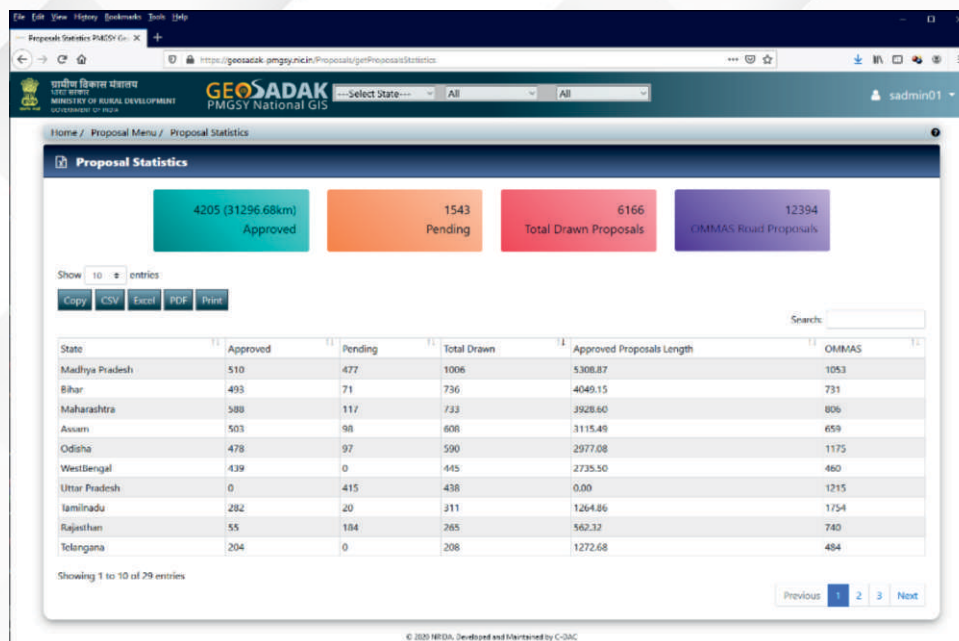 File Edit View History Bookmarks Tools Help
Proposals Statistics PMGSY
https://geosadak-pmgsy.nic.in/Proposals/getProposalsStatistics
ग्रामीण विकास मंत्रालय
भारत सरकार
MINISTRY OF RURAL DEVELOPMENT
GOVERNMENT OF INDIA
GEOSADAK
PMGSY National GIS
---Select State---
All
All
sadmin01
Home / Proposal Menu / Proposal Statistics
Proposal Statistics
4205 (31296.68km)
Approved
1543
Pending
6166
Total Drawn Proposals
12394
OMMAS Road Proposals
Show 10 entries
Copy CSV Excel PDF Print
Search:
State Approved Pending Total Drawn Approved Proposals Length OMMAS
Madhya Pradesh 510 477 1006 5308.87 1053
Bihar 493 71 736 4049.15 731
Maharashtra 588 117 733 3928.60 806
Assam 503 98 608 3115.49 659
Odisha 478 97 590 2977.08 1175
WestBengal 439 0 445 2735.50 460
Uttar Pradesh 0 415 438 0.00 1215
Tamilnadu 282 20 311 1264.86 1754
Rajasthan 55 184 265 562.32 740
Telangana 204 0 208 1272.68 484
Showing 1 to 10 of 29 entries
Previous 1 2 3 Next
© 2020 NRIDA, Developed and Maintained by C-DAC